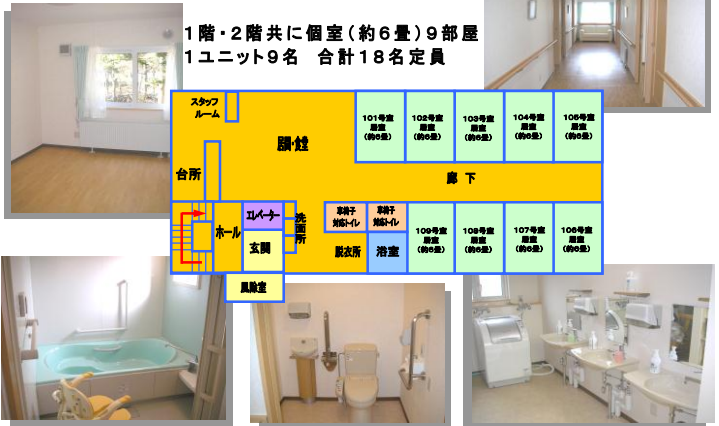 1階・2階共に個室(約6畳)9部屋
1ユニット9名　合計18名定員
スタッフ
ルーム
台所
101号室
居室
(約6畳)
102号室
居室
(約6畳)
103号室
居室
(約6畳)
104号室
居室
(約6畳)
105号室
居室
(約6畳)
廊下
ホール
エレベーター
玄関
風除室
洗面所
車椅子
対応トイレ
車椅子
対応トイレ
脱衣所
浴室
109号室
居室
(約6畳)
108号室
居室
(約6畳)
107号室
居室
(約6畳)
106号室
居室
(約6畳)